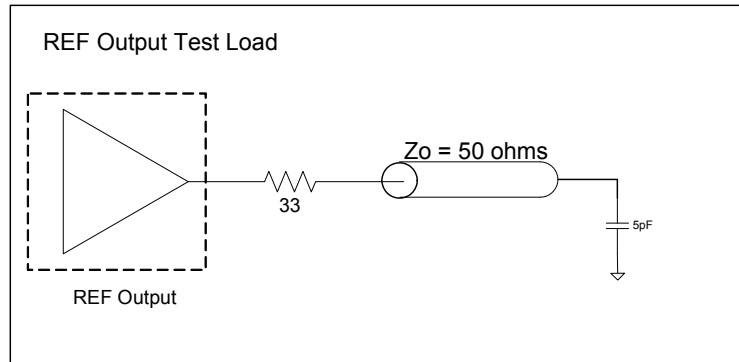 REF Output Test Load
Zo = 50 ohms
33
5pF
REF Output